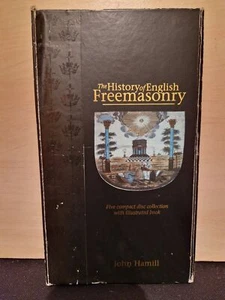 The History of English
Freemasonry
Five compact disc collection
with illustrated book
John Hamill